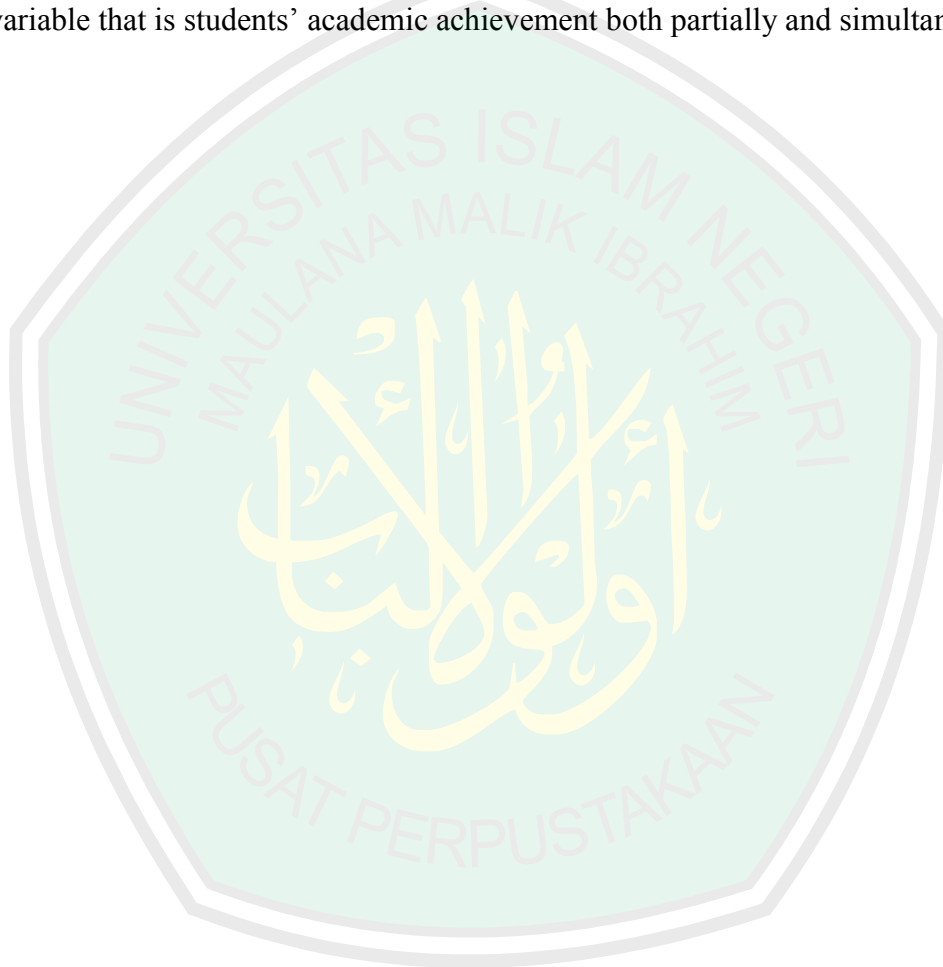 variable that is students’ academic achievement both partially and simultan
UNIVERSITAS ISLAM NEGERI
MAULANA MALIK IBRAHIM
أولوا الألباب
PUSAT PERPUSTAKAAN